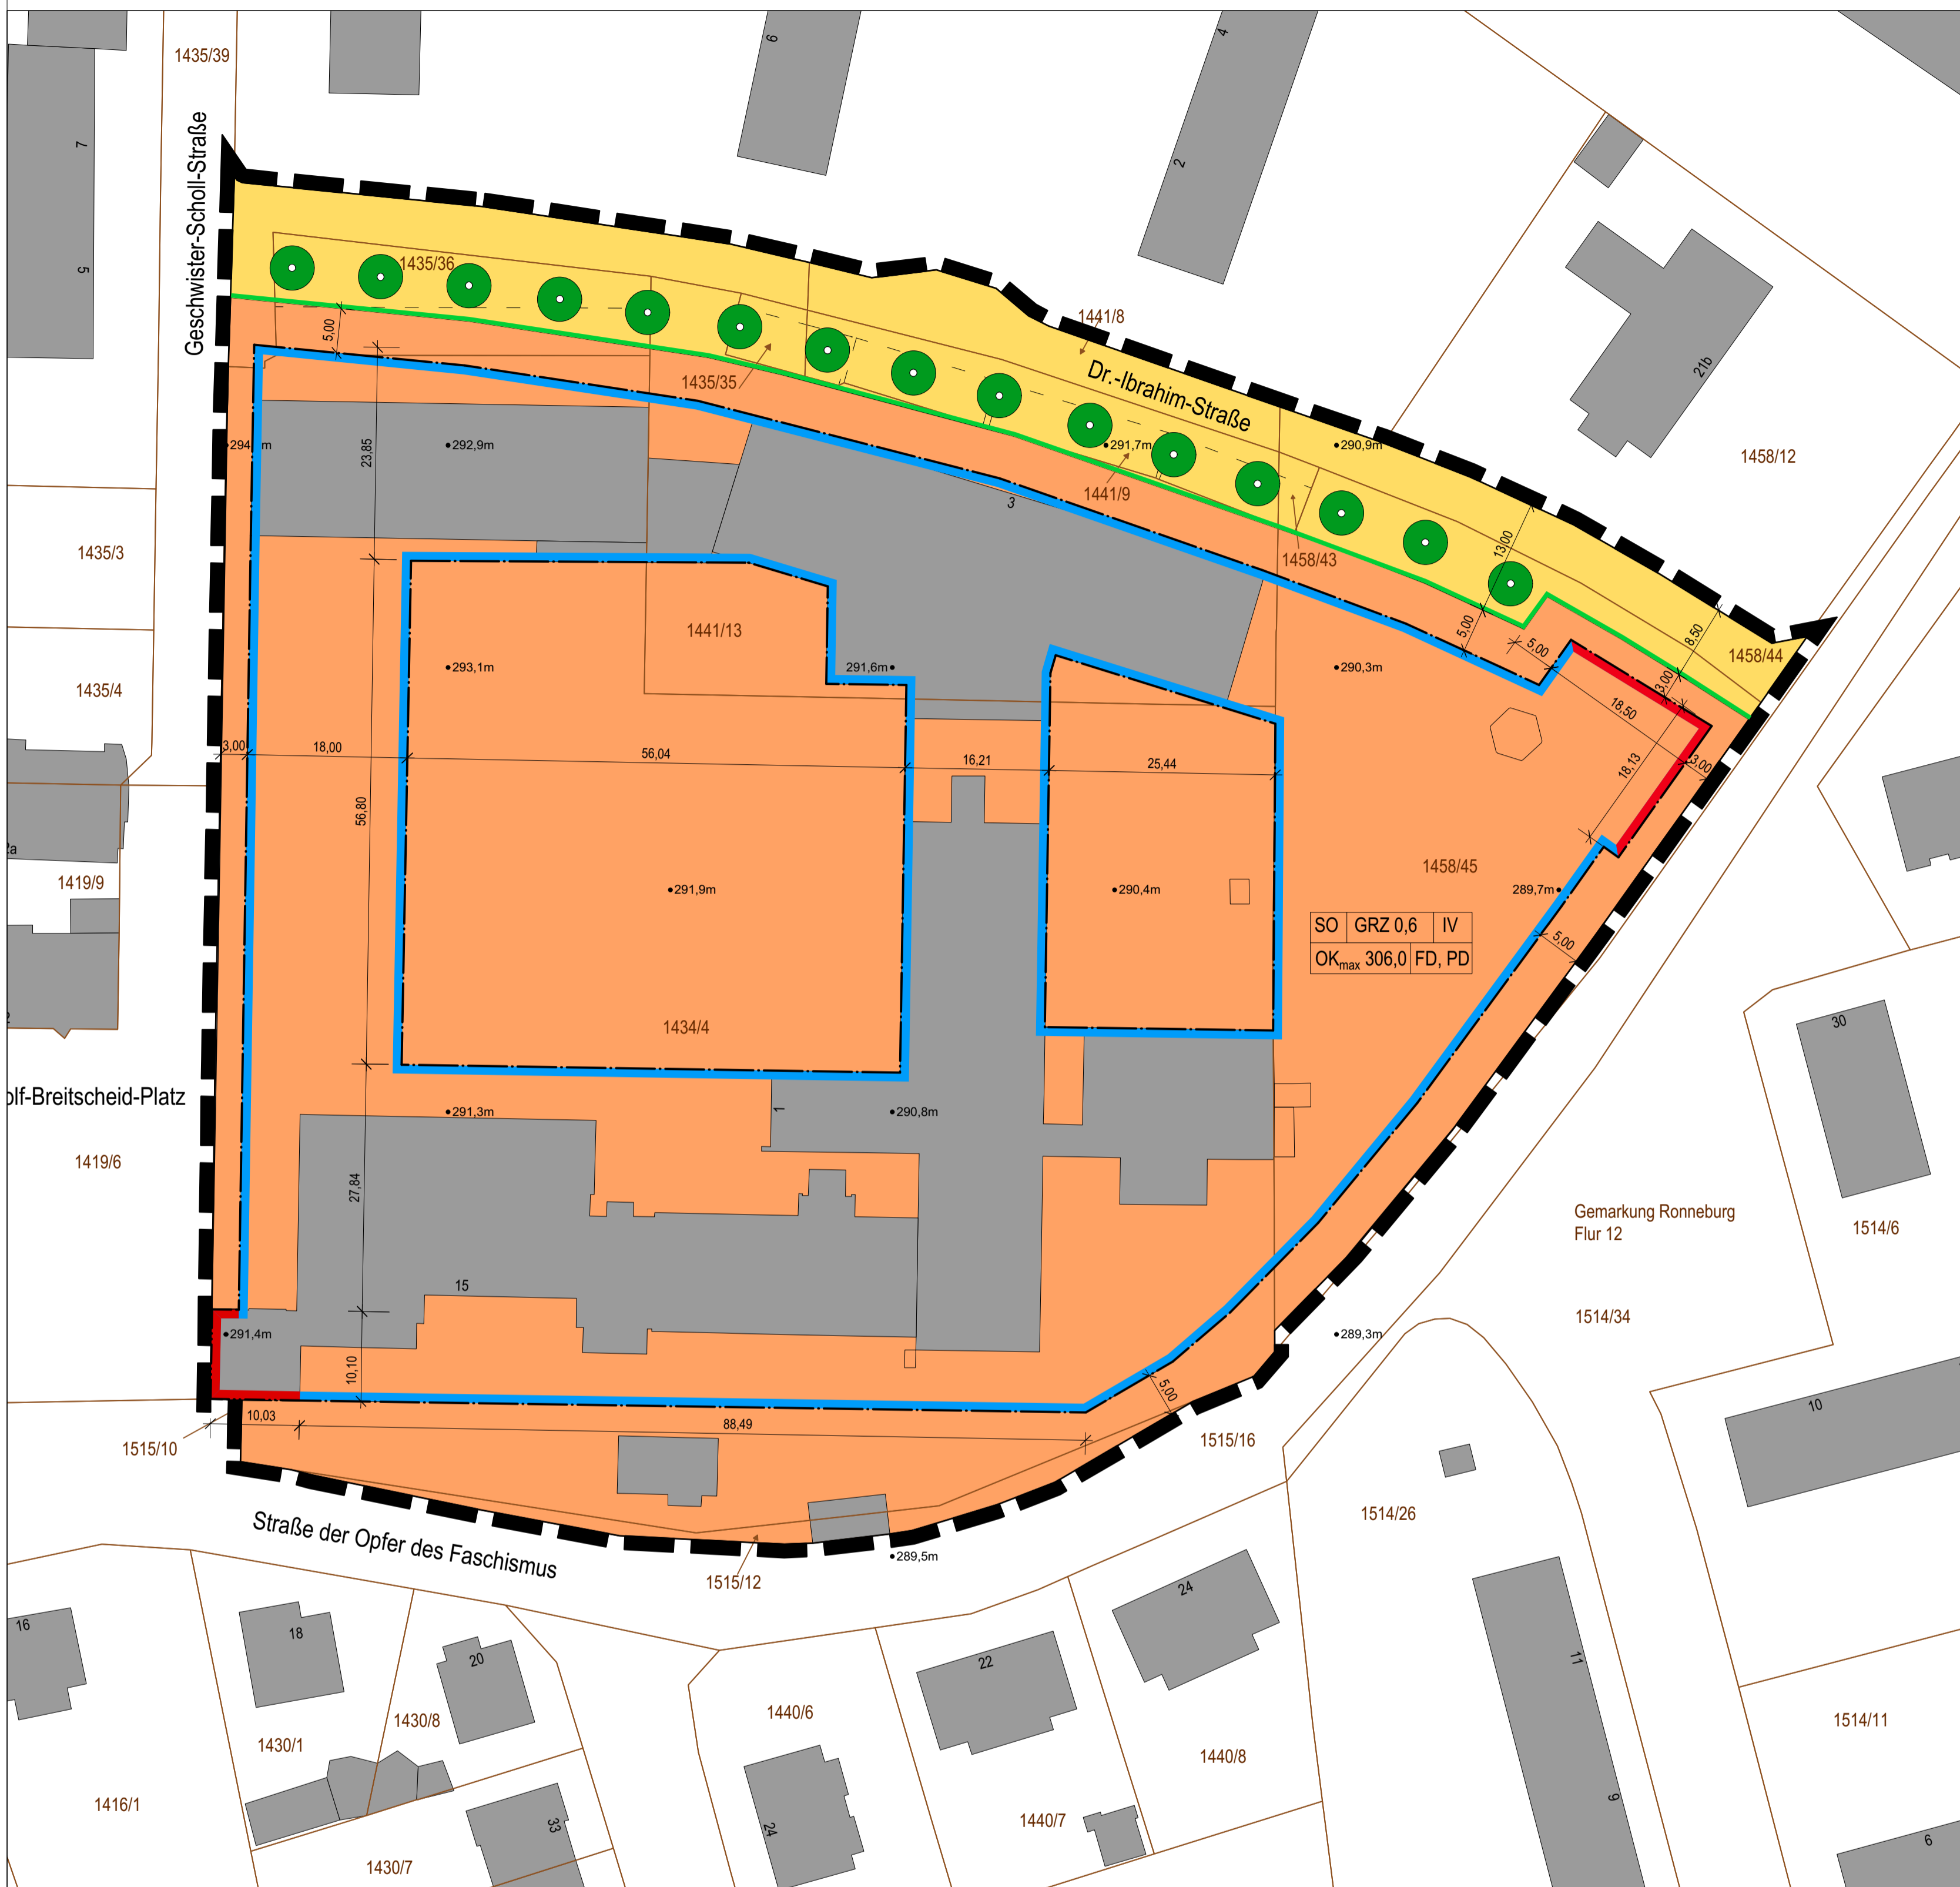 1435/39
6
4
2
7
5
Geschwister-Scholl-Straße
1435/36
1441/8
5,00
1435/35
Dr.-Ibrahim-Straße
21b
292,9m
291,7m
290,9m
1458/12
23,85
3
1441/9
13,00
1435/3
1458/43
1441/13
5,00
5,00
8,50
1458/44
291,6m
293,1m
290,3m
1435/4
3,00
18,50
3,00
18,00
56,04
16,21
25,44
18,13
3,00
56,80
2a
1419/9
1458/45
291,9m
290,4m
289,7m
SO GRZ 0,6 IV
OKmax 306,0 FD, PD
5,00
1434/4
30
olf-Breitscheid-Platz
291,3m
1
290,8m
1419/6
27,84
Gemarkung Ronneburg
Flur 12
1514/6
15
1514/34
291,4m
289,3m
10,10
5,00
10
10,03
88,49
1515/10
1515/16
1514/26
Straße der Opfer des Faschismus
289,5m
1515/12
24
16
18
20
22
11
1440/6
1430/8
1514/11
1430/1
1440/8
1416/1
9
33
24
1440/7
6
1430/7